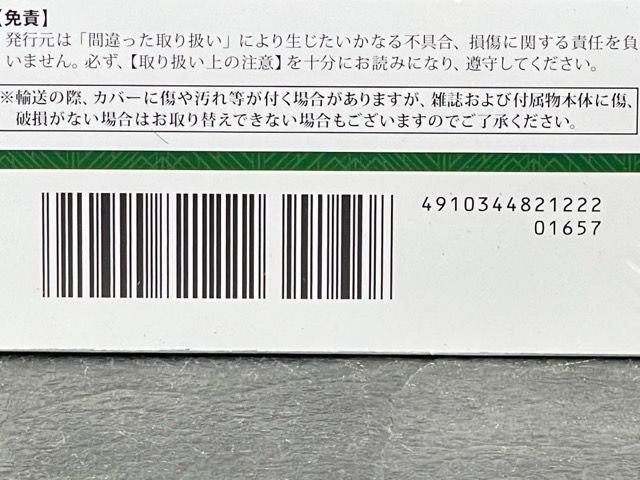 【免責】
発行元は「間違った取り扱い」により生じたいかなる不具合、損傷に関する責任を負
いません。必ず、【取り扱い上の注意】を十分にお読みになり、遵守してください。
※輸送の際、カバーに傷や汚れ等が付く場合がありますが、雑誌および付属物本体に傷、
破損がない場合はお取り替えできない場合もございますのでご了承ください。
4910344821222
01657